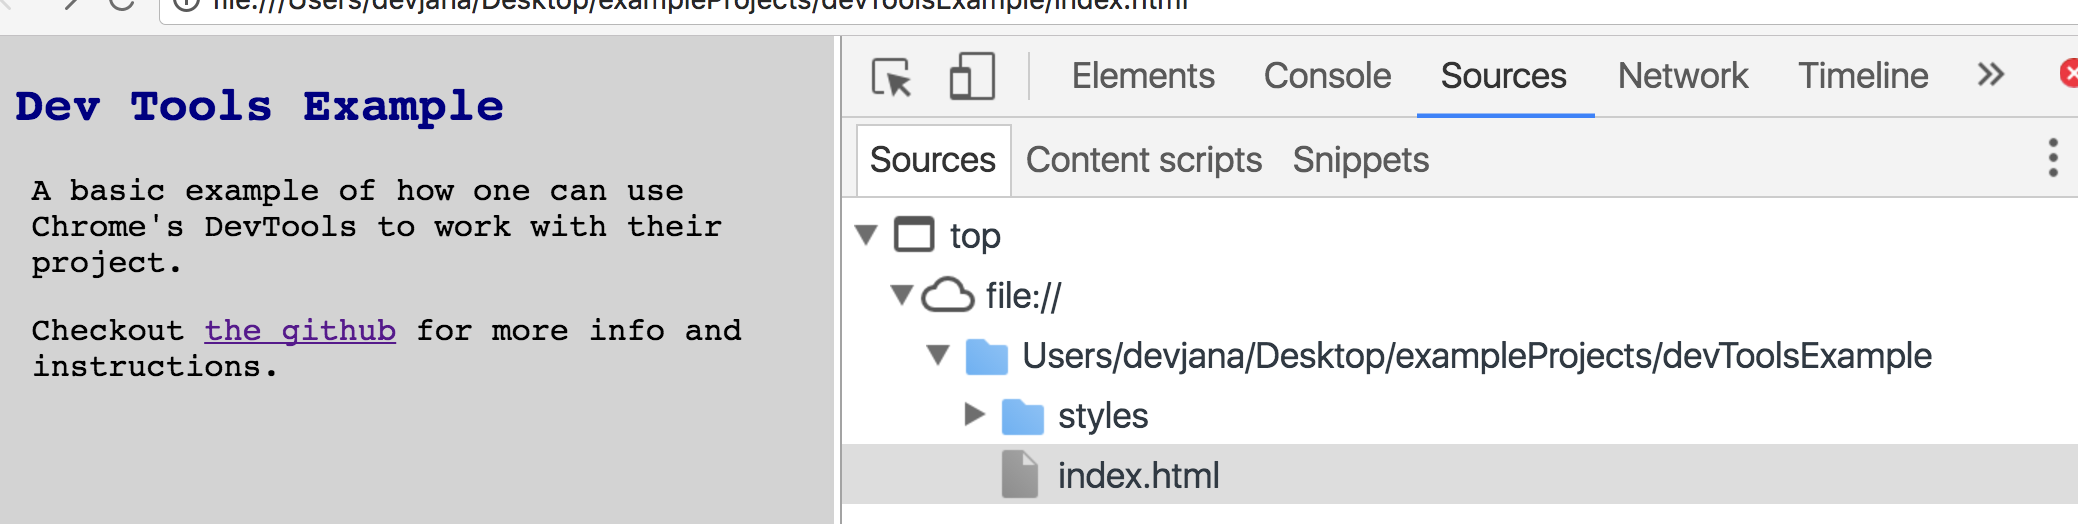 file:///Users/devjana/Desktop/exampleProjects/devToolsExample/index.html
Dev Tools Example
A basic example of how one can use
Chrome's DevTools to work with their
project.
Checkout the github for more info and
instructions.
Elements Console Sources Network Timeline »
Sources Content scripts Snippets
top
file://
Users/devjana/Desktop/exampleProjects/devToolsExample
styles
index.html